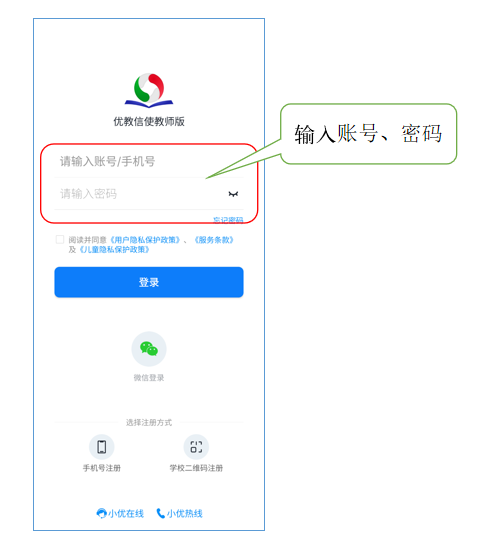 优教信使教师版
请输入账号/手机号
输入账号、密码
请输入密码
忘记密码
阅读并同意《用户隐私保护政策》、《服务条款》
及《儿童隐私保护政策》
登录
微信登录
选择注册方式
手机号注册
学校二维码注册
小优在线
小优热线